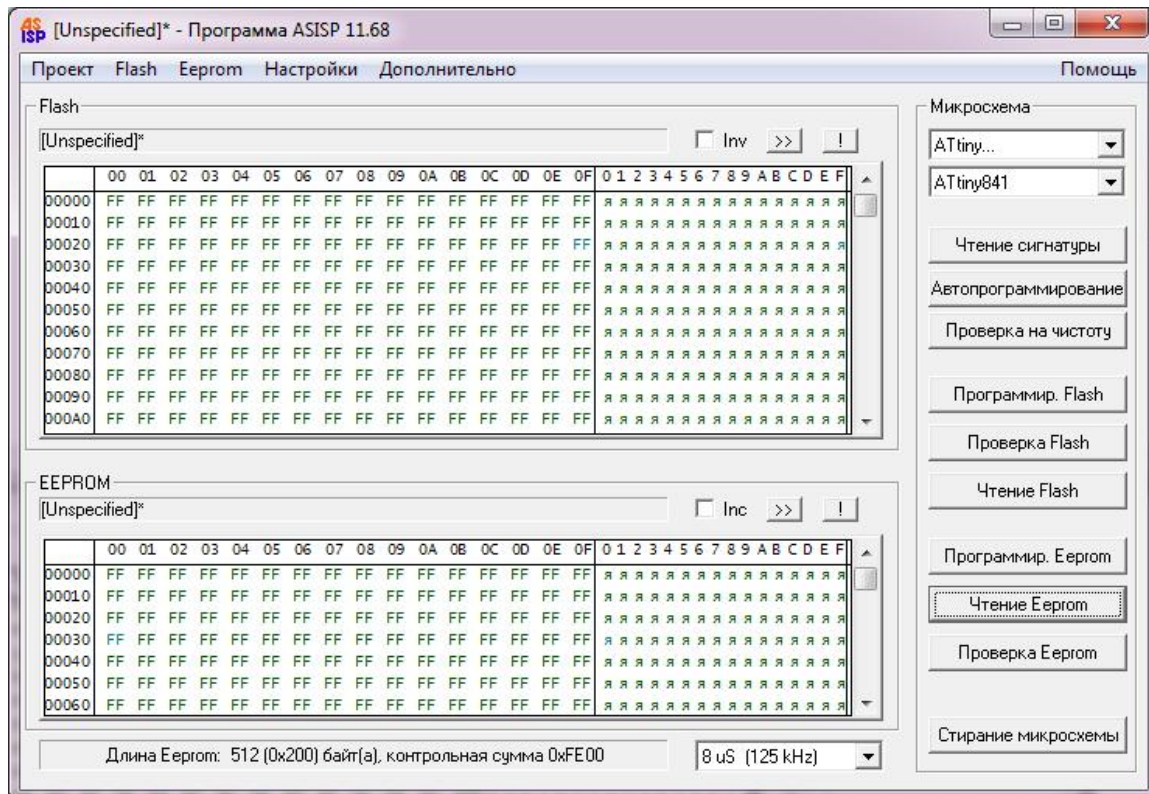 AS ISP [Unspecified]* - Программа ASISP 11.68
Проект Flash Eeprom Настройки Дополнительно Помощь
Flash
[Unspecified]* Inv >> !
00 01 02 03 04 05 06 07 08 09 0A 0B 0C 0D 0E 0F 0 1 2 3 4 5 6 7 8 9 A B C D E F
00000 FF FF FF FF FF FF FF FF FF FF FF FF FF FF FF FF я я я я я я я я я я я я я я я я
00010 FF FF FF FF FF FF FF FF FF FF FF FF FF FF FF FF я я я я я я я я я я я я я я я я
00020 FF FF FF FF FF FF FF FF FF FF FF FF FF FF FF FF я я я я я я я я я я я я я я я я
00030 FF FF FF FF FF FF FF FF FF FF FF FF FF FF FF FF я я я я я я я я я я я я я я я я
00040 FF FF FF FF FF FF FF FF FF FF FF FF FF FF FF FF я я я я я я я я я я я я я я я я
00050 FF FF FF FF FF FF FF FF FF FF FF FF FF FF FF FF я я я я я я я я я я я я я я я я
00060 FF FF FF FF FF FF FF FF FF FF FF FF FF FF FF FF я я я я я я я я я я я я я я я я
00070 FF FF FF FF FF FF FF FF FF FF FF FF FF FF FF FF я я я я я я я я я я я я я я я я
00080 FF FF FF FF FF FF FF FF FF FF FF FF FF FF FF FF я я я я я я я я я я я я я я я я
00090 FF FF FF FF FF FF FF FF FF FF FF FF FF FF FF FF я я я я я я я я я я я я я я я я
000A0 FF FF FF FF FF FF FF FF FF FF FF FF FF FF FF FF я я я я я я я я я я я я я я я я
EEPROM
[Unspecified]* Inc >> !
00 01 02 03 04 05 06 07 08 09 0A 0B 0C 0D 0E 0F 0 1 2 3 4 5 6 7 8 9 A B C D E F
00000 FF FF FF FF FF FF FF FF FF FF FF FF FF FF FF FF я я я я я я я я я я я я я я я я
00010 FF FF FF FF FF FF FF FF FF FF FF FF FF FF FF FF я я я я я я я я я я я я я я я я
00020 FF FF FF FF FF FF FF FF FF FF FF FF FF FF FF FF я я я я я я я я я я я я я я я я
00030 FF FF FF FF FF FF FF FF FF FF FF FF FF FF FF FF я я я я я я я я я я я я я я я я
00040 FF FF FF FF FF FF FF FF FF FF FF FF FF FF FF FF я я я я я я я я я я я я я я я я
00050 FF FF FF FF FF FF FF FF FF FF FF FF FF FF FF FF я я я я я я я я я я я я я я я я
00060 FF FF FF FF FF FF FF FF FF FF FF FF FF FF FF FF я я я я я я я я я я я я я я я я
Длина Eeprom: 512 (0x200) байт(а), контрольная сумма 0xFE00
8 uS (125 kHz)
Микросхема
ATtiny...
ATtiny841
Чтение сигнатуры
Автопрограммирование
Проверка на чистоту
Программир. Flash
Проверка Flash
Чтение Flash
Программир. Eeprom
Чтение Eeprom
Проверка Eeprom
Стирание микросхемы